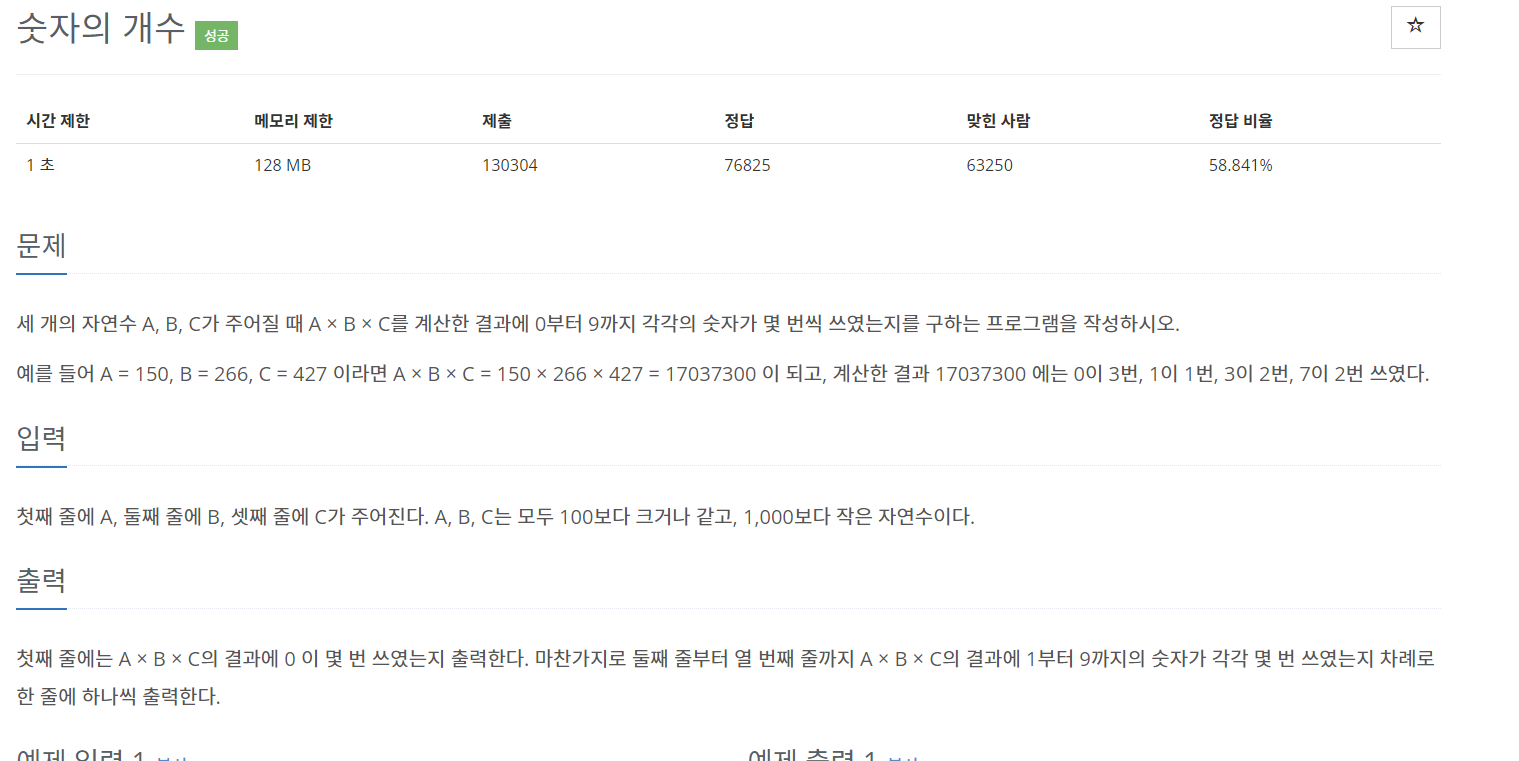 숫자의 개수 성공
시간 제한 메모리 제한 제출 정답 맞힌 사람 정답 비율
1 초 128 MB 130304 76825 63250 58.841%
문제
세 개의 자연수 A, B, C가 주어질 때 A × B × C를 계산한 결과에 0부터 9까지 각각의 숫자가 몇 번씩 쓰였는지를 구하는 프로그램을 작성하시오.
예를 들어 A = 150, B = 266, C = 427 이라면 A × B × C = 150 × 266 × 427 = 17037300 이 되고, 계산한 결과 17037300 에는 0이 3번, 1이 1번, 3이 2번, 7이 2번 쓰였다.
입력
첫째 줄에 A, 둘째 줄에 B, 셋째 줄에 C가 주어진다. A, B, C는 모두 100보다 크거나 같고, 1,000보다 작은 자연수이다.
출력
첫째 줄에는 A × B × C의 결과에 0 이 몇 번 쓰였는지 출력한다. 마찬가지로 둘째 줄부터 열 번째 줄까지 A × B × C의 결과에 1부터 9까지의 숫자가 각각 몇 번 쓰였는지 차례로
한 줄에 하나씩 출력한다.
예제 입력 1 예제 출력 1